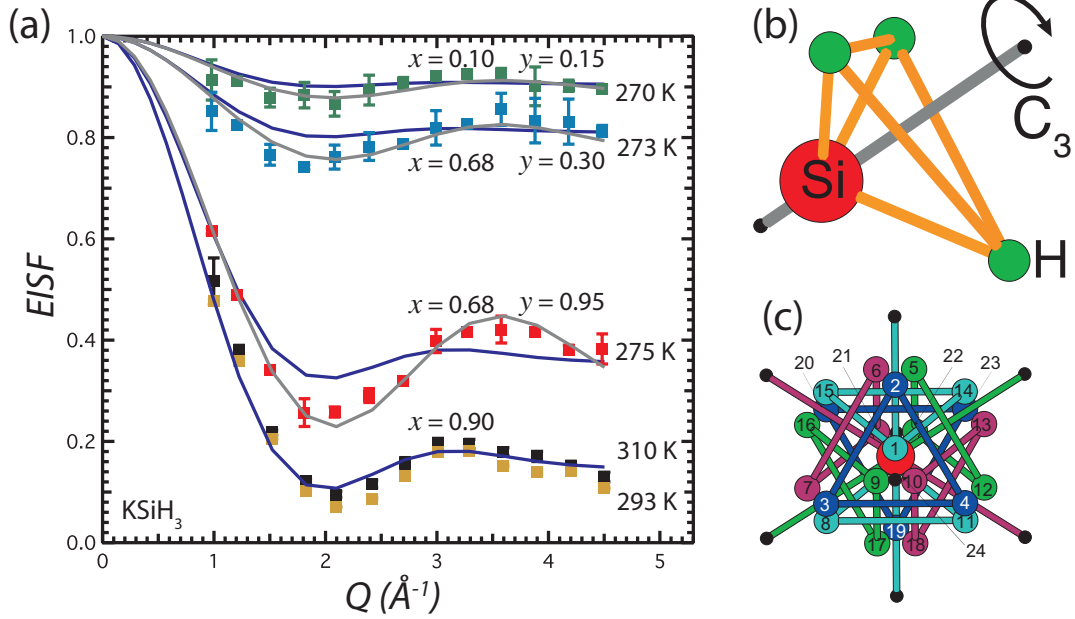 (a)
1.0
0.8
0.6
0.4
0.2
0.0
EISF
0 1 2 3 4 5
Q (Å⁻¹)
x = 0.10 y = 0.15
270 K
273 K
x = 0.68 y = 0.30
x = 0.68 y = 0.95
275 K
x = 0.90
310 K
293 K
KSiH₃
(b)
Si
H
C₃
(c)
20 21 22 23
6 5
15 2 14
16 1 13
7 9 10 12
3 4
8 19 11
17 18
24